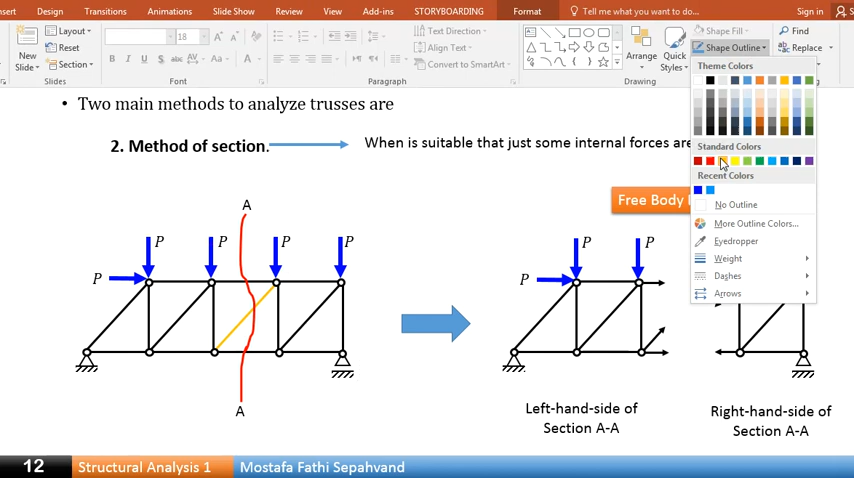 nsert Design Transitions Animations Slide Show Review View Add-ins STORYBOARDING Format Tell me what you want to do... Sign in
Layout
Reset
Section
New
Slide
Slides
18
B I U S abc AV Aa A
Font
Text Direction
Align Text
Convert to SmartArt
Paragraph
Arrange
Quick
Styles
Drawing
Shape Fill
Shape Outline
Find
Replace
Theme Colors
Standard Colors
Recent Colors
No Outline
More Outline Colors...
Eyedropper
Weight
Dashes
Arrows
• Two main methods to analyze trusses are
2. Method of section.
When is suitable that just some internal forces are
Free Body
A
P P P P
P
A
P P
P
Left-hand-side of
Section A-A
Right-hand-side of
Section A-A
12 Structural Analysis 1 Mostafa Fathi Sepahvand